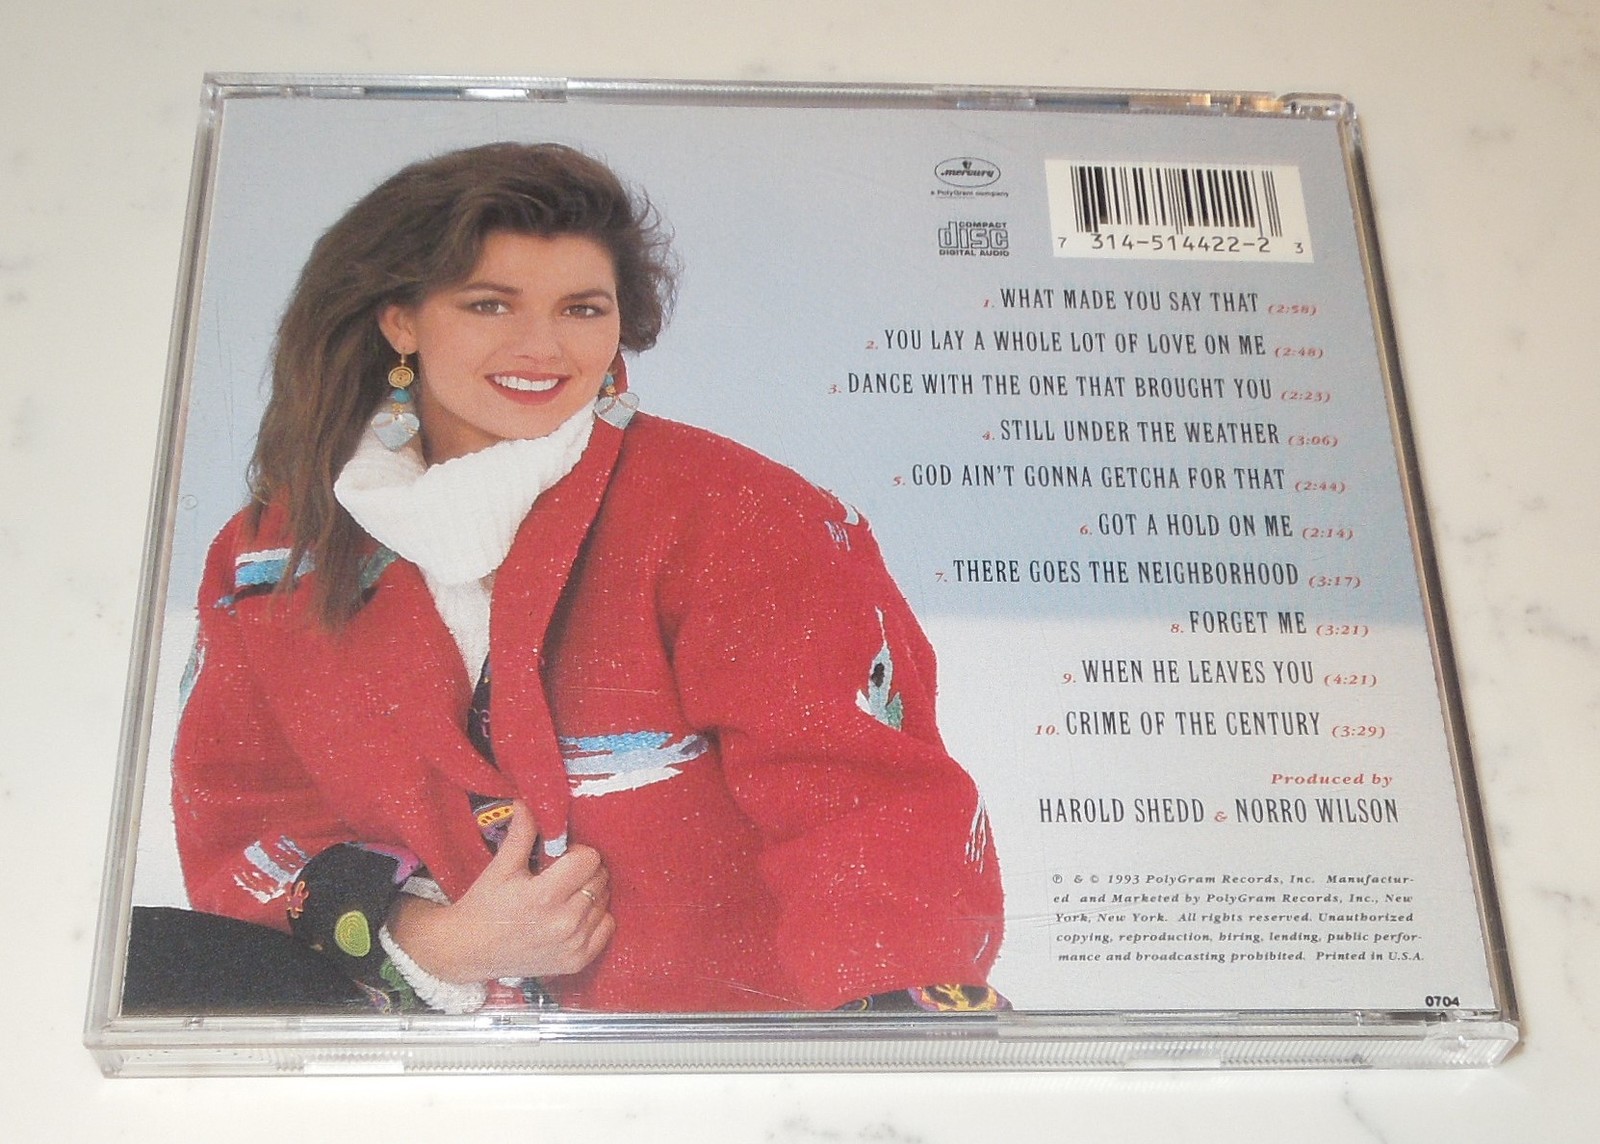 mercury
a PolyGram company
COMPACT
disc
DIGITAL AUDIO
7 314-514422-2 3
1. WHAT MADE YOU SAY THAT (2:58)
2. YOU LAY A WHOLE LOT OF LOVE ON ME (2:48)
3. DANCE WITH THE ONE THAT BROUGHT YOU (2:23)
4. STILL UNDER THE WEATHER (3:06)
5. GOD AIN'T GONNA GETCHA FOR THAT (2:44)
6. GOT A HOLD ON ME (2:14)
7. THERE GOES THE NEIGHBORHOOD (3:17)
8. FORGET ME (3:21)
9. WHEN HE LEAVES YOU (4:21)
10. CRIME OF THE CENTURY (3:29)
Produced by
HAROLD SHEDD & NORRO WILSON
℗ & © 1993 PolyGram Records, Inc. Manufactur-
ed and Marketed by PolyGram Records, Inc., New
York, New York. All rights reserved. Unauthorized
copying, reproduction, hiring, lending, public perfor-
mance and broadcasting prohibited. Printed in U.S.A.
0704